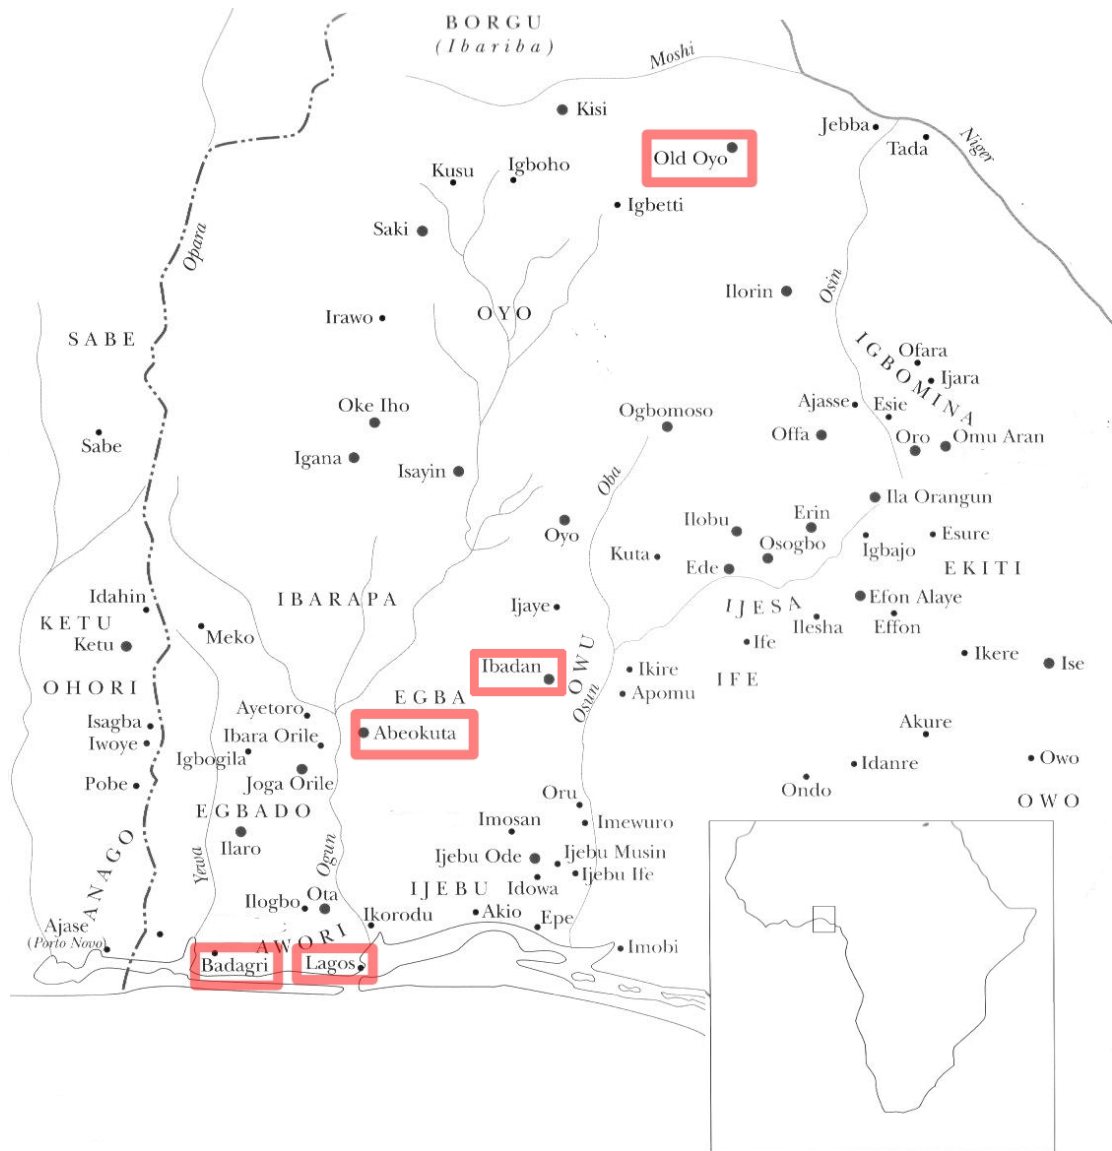 BORGU
(Ibariba)
Moshi
Kisi
Jebba
Tada
Niger
Old Oyo
Kusu
Igboho
Igbetti
Saki
Opara
Ilorin
Osin
Irawo
OYO
SABE
IGBOMINA
Ofara
Ijara
Oke Iho
Ogbomoso
Ajasse
Esie
Sabe
Offa
Oro
Omu Aran
Igana
Isayin
Oba
Ila Orangun
Ilobu
Erin
Oyo
Kuta
Osogbo
Igbajo
Esure
Ede
EKITI
Idahin
IBARAPA
Ijaye
IJESA
Efon Alaye
KETU
Meko
Ilesha
Effon
Ketu
OWU
Ife
Ikere
Ise
Ibadan
Ikire
IFE
OHORI
EGBA
Apomu
Osun
Ayetoro
Isagba
Iwoye
Ibara Orile
Abeokuta
Akure
Igbogila
Idanre
Owo
Pobe
Joga Orile
Ondo
Oru
OWO
EGBADO
Imosan
Imewuro
Ilaro
ANAGO
Yewa
Ogun
Ijebu Ode
Ijebu Musin
Ijebu Ife
IJEBU
Idowa
Ilogbo
Ota
Ikorodu
Akio
Epe
Ajase
(Porto Novo)
AWORI
Imobi
Badagri
Lagos